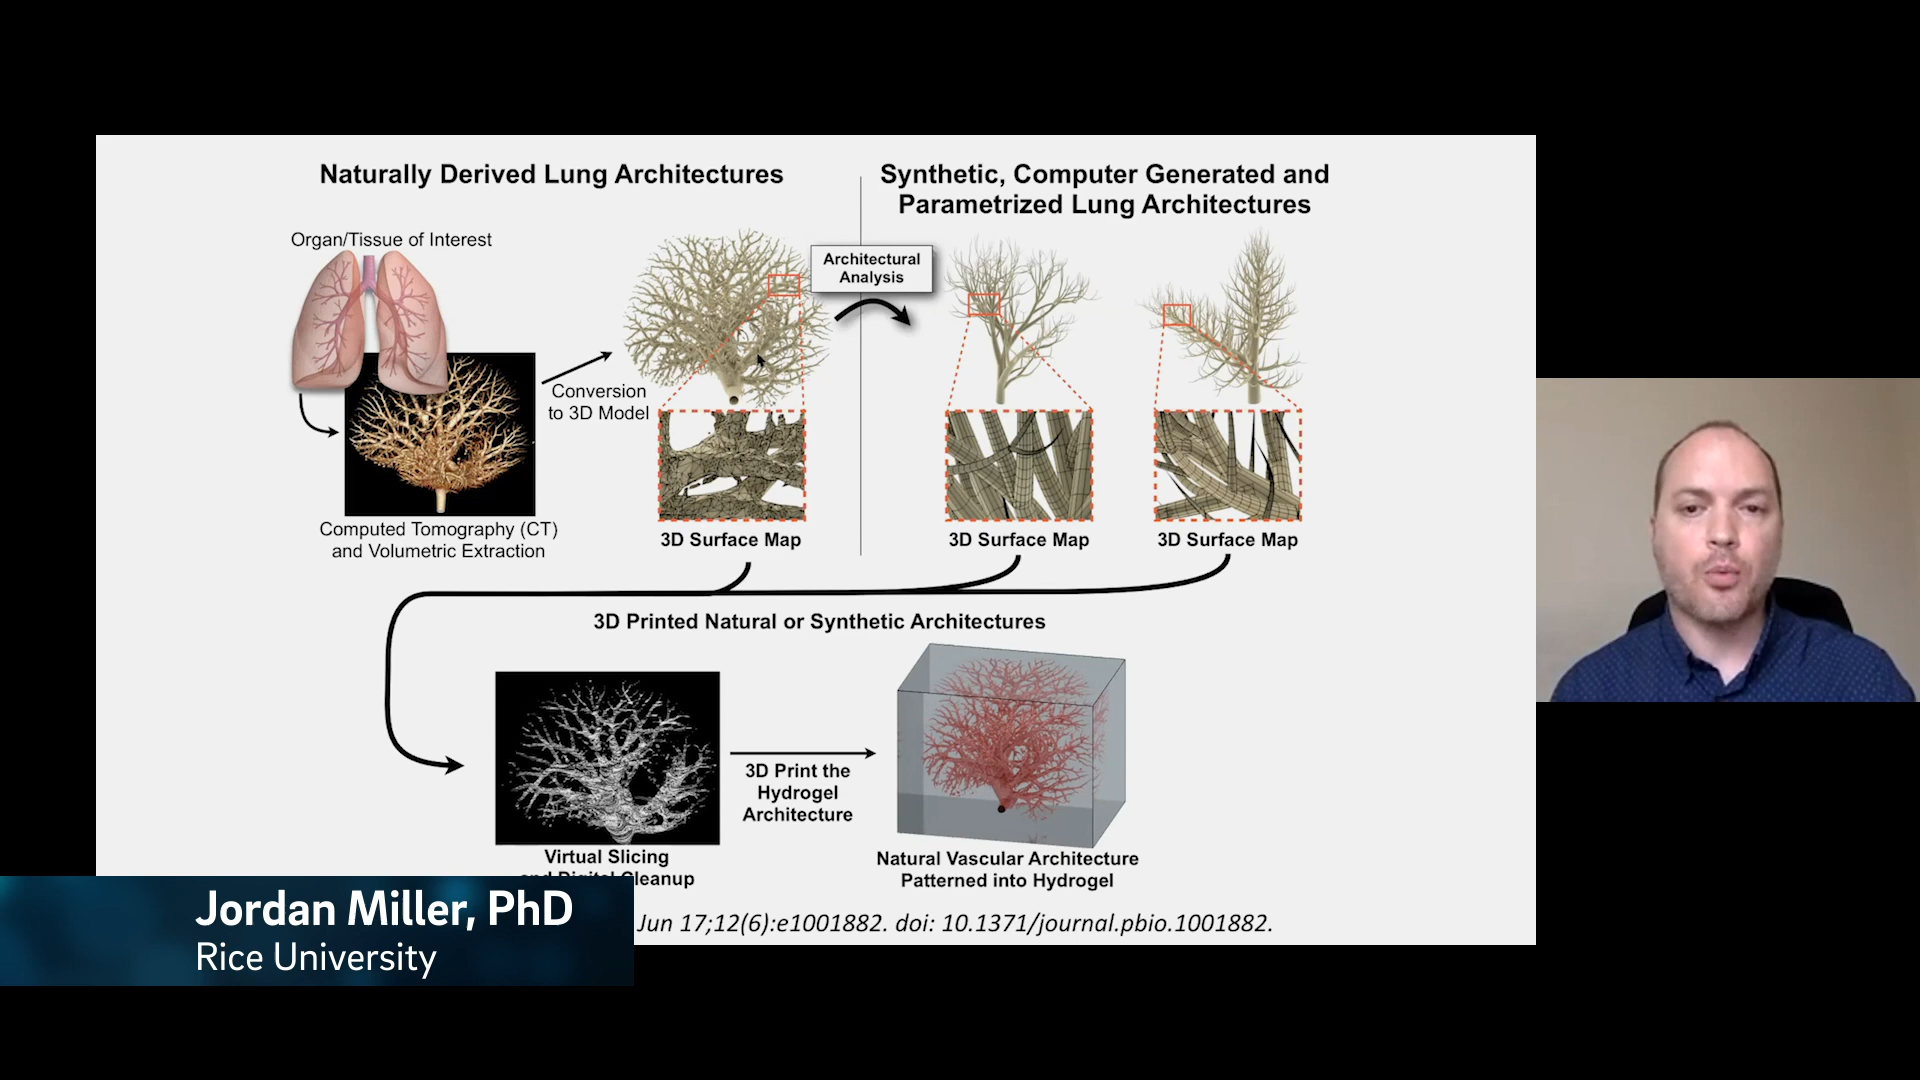 Naturally Derived Lung Architectures
Synthetic, Computer Generated and
Parametrized Lung Architectures
Organ/Tissue of Interest
Architectural
Analysis
Conversion
to 3D Model
Computed Tomography (CT)
and Volumetric Extraction
3D Surface Map
3D Surface Map
3D Surface Map
3D Printed Natural or Synthetic Architectures
3D Print the
Hydrogel
Architecture
Virtual Slicing
and Digital Cleanup
Natural Vascular Architecture
Patterned into Hydrogel
Jun 17;12(6):e1001882. doi: 10.1371/journal.pbio.1001882.
Jordan Miller, PhD
Rice University